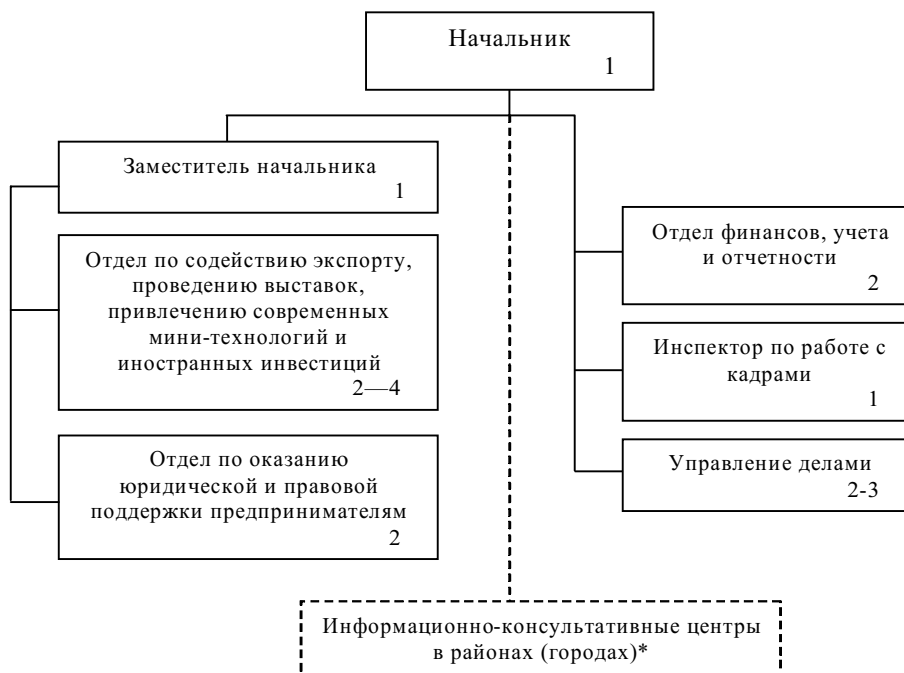 Начальник
1
Заместитель начальника
1
Отдел по содействию экспорту,
проведению выставок,
привлечению современных
мини-технологий и
иностранных инвестиций
2—4
Отдел по оказанию
юридической и правовой
поддержки предпринимателям
2
Отдел финансов, учета
и отчетности
2
Инспектор по работе с
кадрами
1
Управление делами
2-3
Информационно-консультативные центры
в районах (городах)*